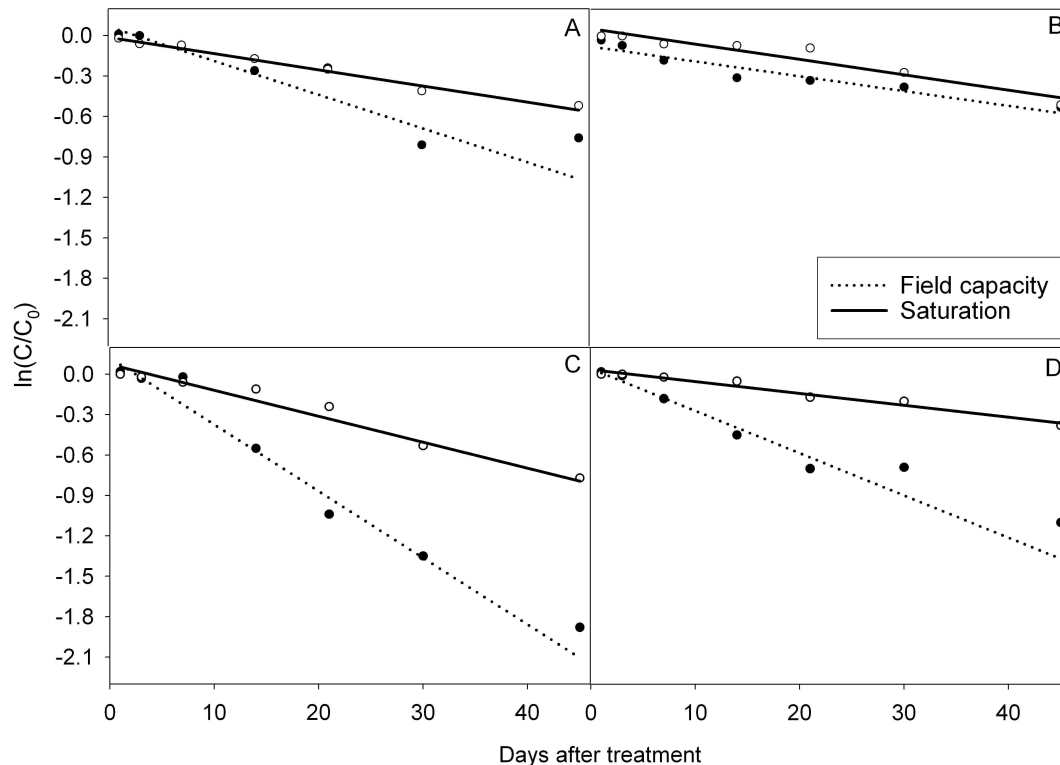 A
B
0.0
-0.3
-0.6
-0.9
-1.2
-1.5
-1.8
-2.1
Field capacity
Saturation
ln(C/C0)
C
D
0.0
-0.3
-0.6
-0.9
-1.2
-1.5
-1.8
-2.1
0 10 20 30 40 0 10 20 30 40
Days after treatment